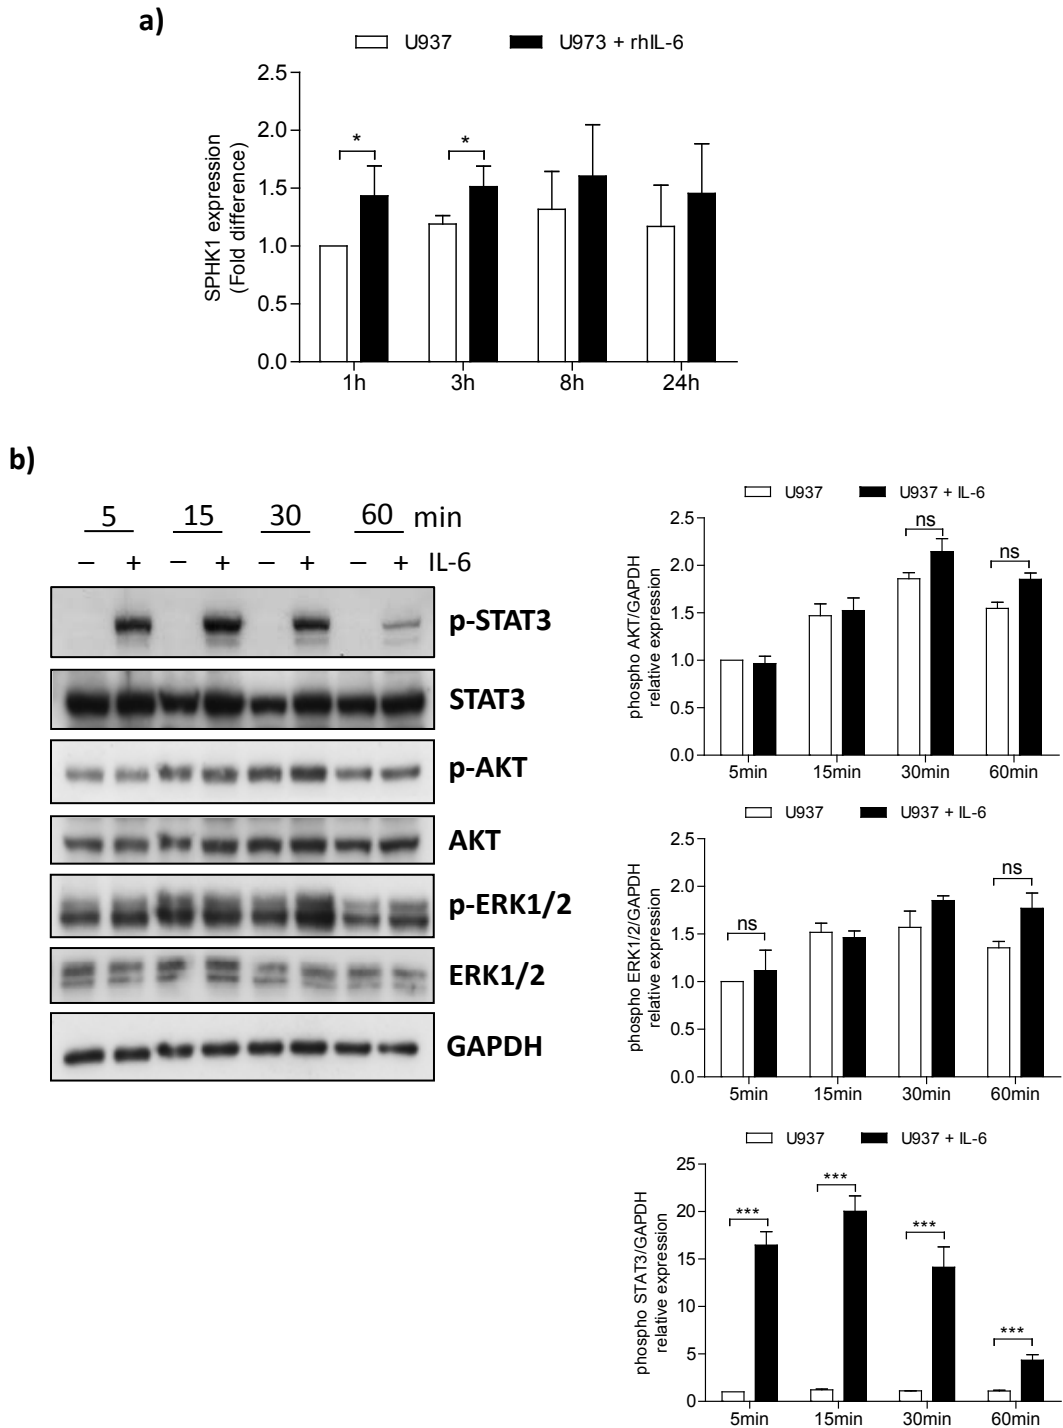 a)
U937 U973 + rhIL-6
SPHK1 expression
(Fold difference)
2.5
2.0
1.5
1.0
0.5
0.0
* *
1h 3h 8h 24h
b)
5 15 30 60 min
− + − + − + − + IL-6
p-STAT3
STAT3
p-AKT
AKT
p-ERK1/2
ERK1/2
GAPDH
U937 U937 + IL-6
phospho AKT/GAPDH
relative expression
2.5
2.0
1.5
1.0
0.5
0.0
ns ns
5min 15min 30min 60min
U937 U937 + IL-6
phospho ERK1/2/GAPDH
relative expression
2.5
2.0
1.5
1.0
0.5
0.0
ns ns
5min 15min 30min 60min
U937 U937 + IL-6
phospho STAT3/GAPDH
relative expression
25
20
15
10
5
0
*** *** *** ***
5min 15min 30min 60min